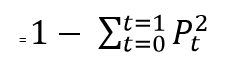 = 1 − ∑_{t=0}^{t=1} P_t^2